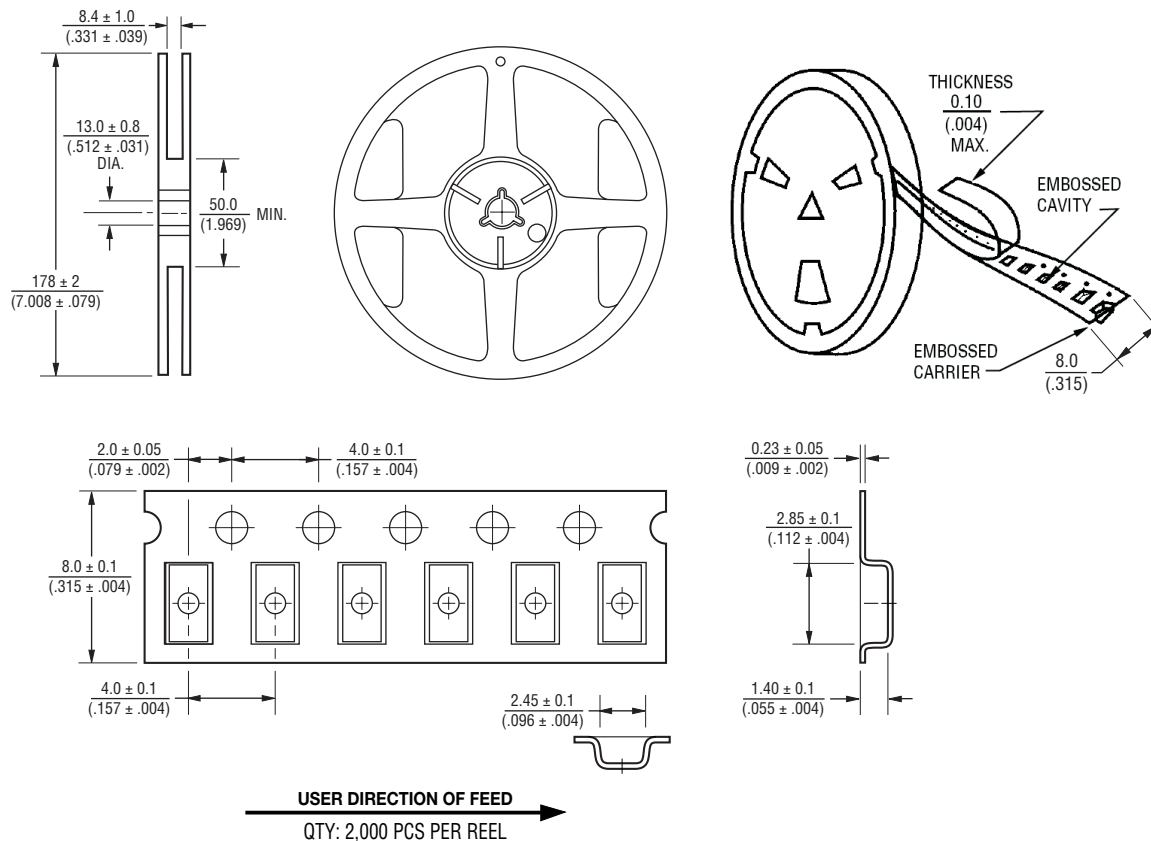 8.4 ± 1.0
(.331 ± .039)
13.0 ± 0.8
(.512 ± .031)
DIA.
50.0
(1.969)
MIN.
178 ± 2
(7.008 ± .079)
THICKNESS
0.10
(.004)
MAX.
EMBOSSED
CAVITY
EMBOSSED
CARRIER
8.0
(.315)
2.0 ± 0.05
(.079 ± .002)
4.0 ± 0.1
(.157 ± .004)
8.0 ± 0.1
(.315 ± .004)
4.0 ± 0.1
(.157 ± .004)
2.45 ± 0.1
(.096 ± .004)
0.23 ± 0.05
(.009 ± .002)
2.85 ± 0.1
(.112 ± .004)
1.40 ± 0.1
(.055 ± .004)
USER DIRECTION OF FEED
QTY: 2,000 PCS PER REEL